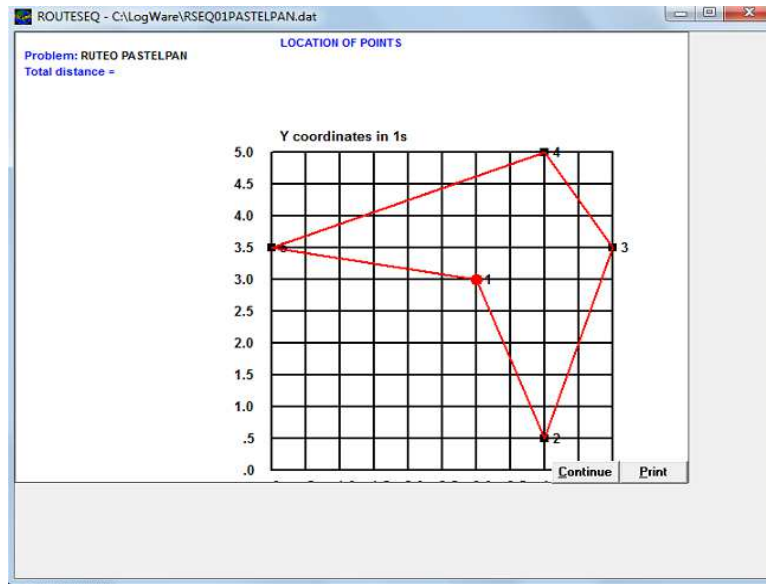 ROUTESEQ - C:\LogWare\RSEQ01PASTELPAN.dat
LOCATION OF POINTS
Problem: RUTEO PASTELPAN
Total distance =
Y coordinates in 1s
5.0
4
4.5
4.0
3.5
3
3.0
1
2.5
2.0
1.5
1.0
.5
2
.0
Continue
Print